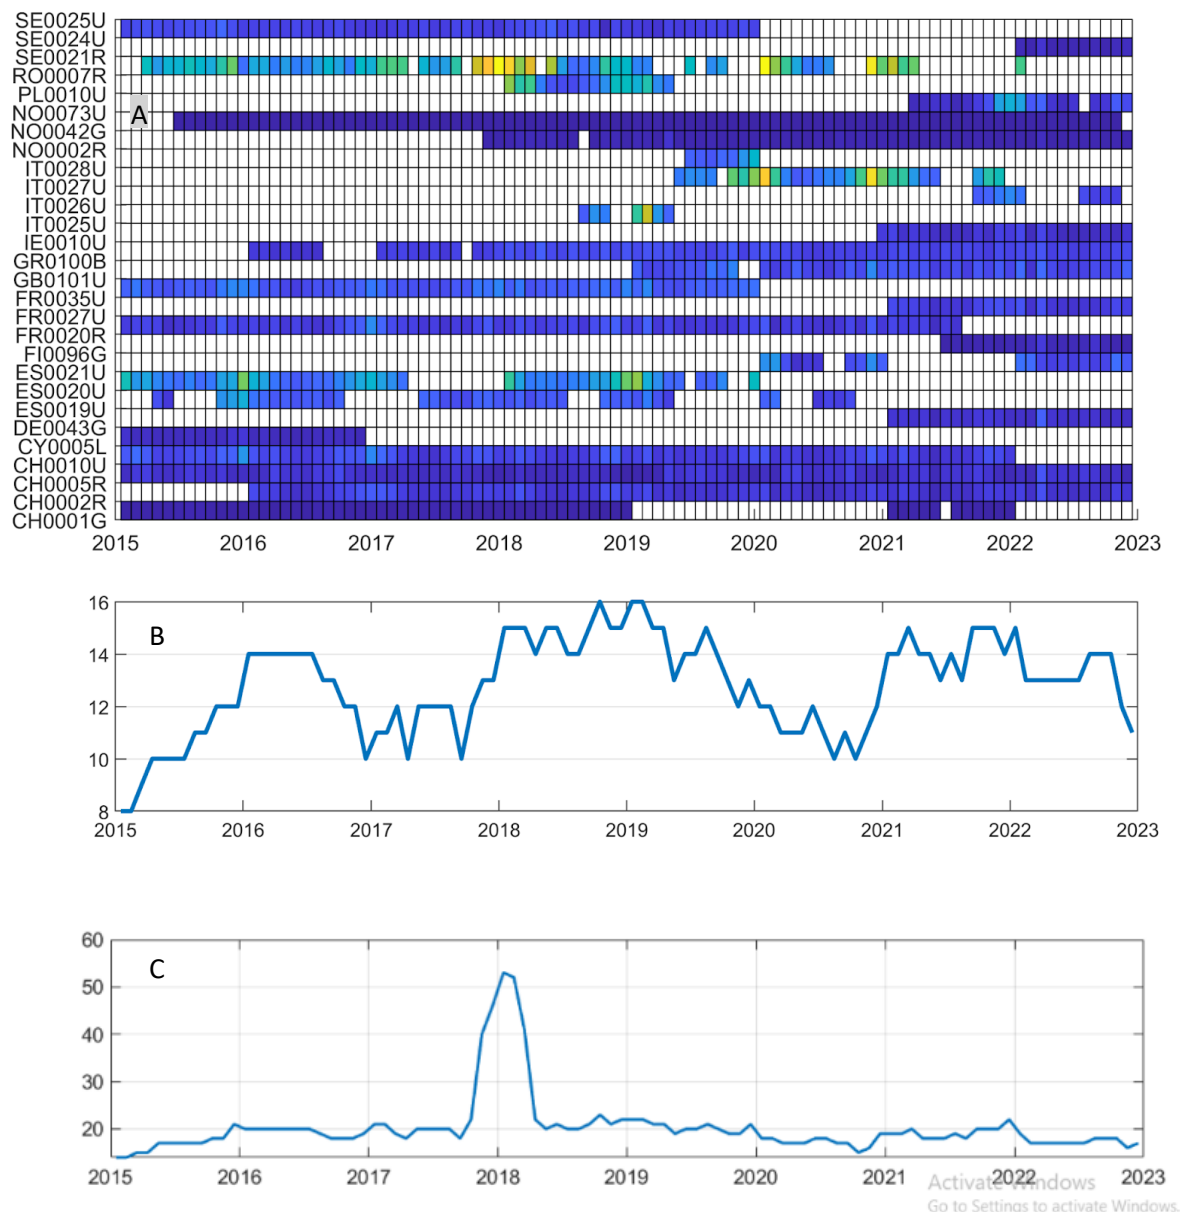 SE0025U
SE0024U
SE0021R
RO0007R
PL0010U
A
NO0073U
NO0042G
NO0002R
IT0028U
IT0027U
IT0026U
IT0025U
IE0010U
GR0100B
GB0101U
FR0035U
FR0027U
FR0020R
FI0096G
ES0021U
ES0020U
ES0019U
DE0043G
CY0005L
CH0010U
CH0005R
CH0002R
CH0001G
2015 2016 2017 2018 2019 2020 2021 2022 2023
16
B
14
12
10
8
2015 2016 2017 2018 2019 2020 2021 2022 2023
60
C
50
40
30
20
2015 2016 2017 2018 2019 2020 2021 2022 2023
Activate Windows
Go to Settings to activate Windows.